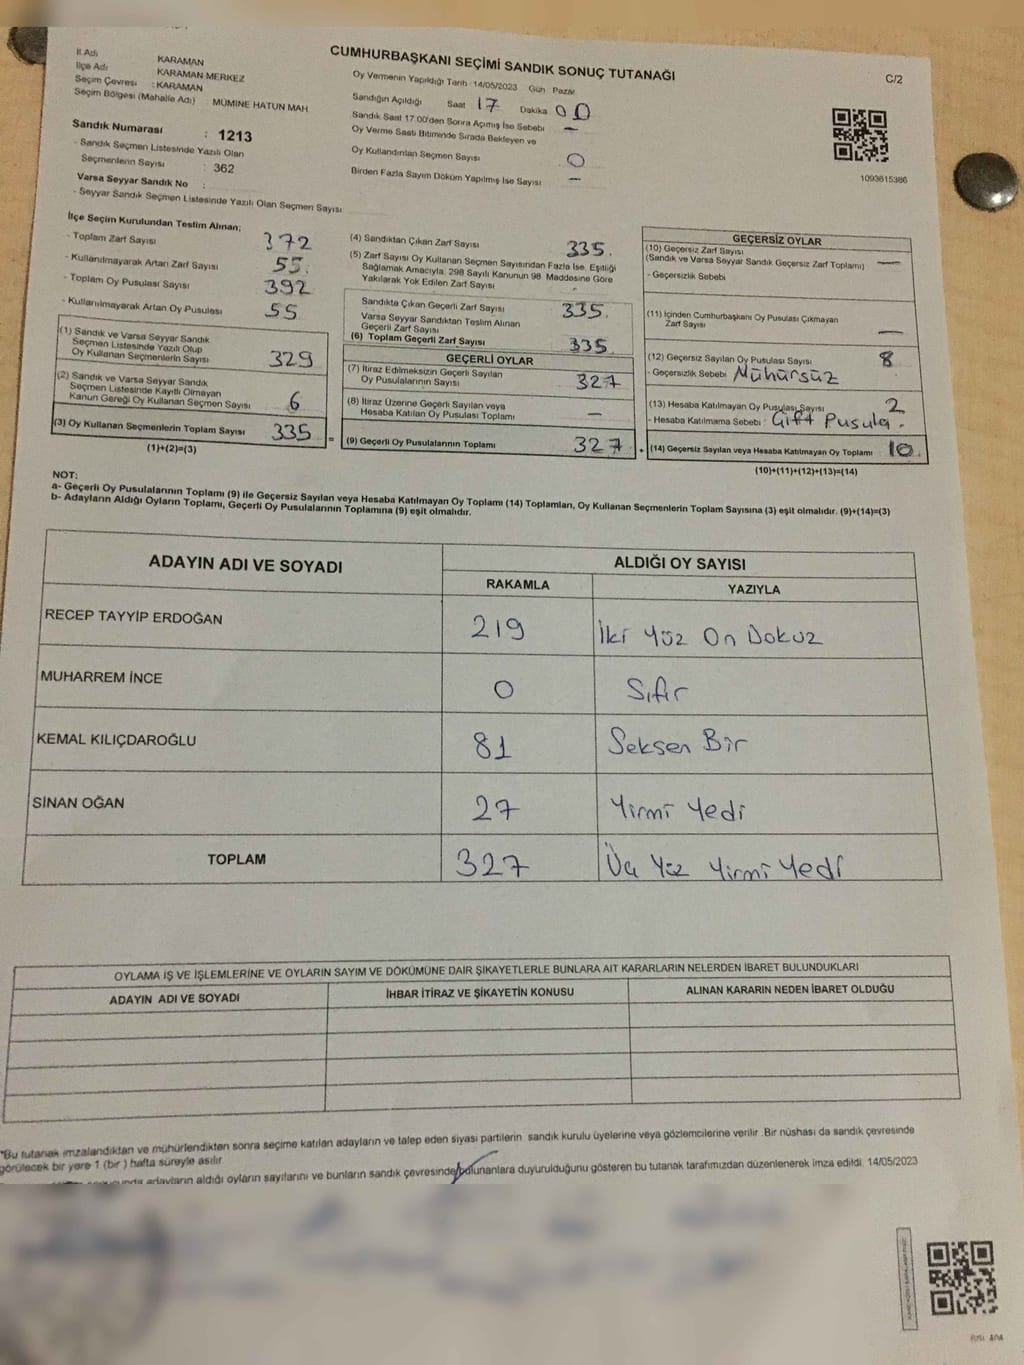 CUMHURBAŞKANI SEÇİMİ SANDIK SONUÇ TUTANAĞI
C/2
İl Adı KARAMAN
İlçe Adı KARAMAN MERKEZ
Seçim Çevresi : KARAMAN
Seçim Bölgesi (Mahalle Adı) : MÜMİNE HATUN MAH
Sandık Numarası : 1213
- Sandık Seçmen Listesinde Yazılı Olan
Seçmenlerin Sayısı : 362
Varsa Seyyar Sandık No :
- Seyyar Sandık Seçmen Listesinde Yazılı Olan Seçmen Sayısı
Oy Vermenin Yapıldığı Tarih : 14/05/2023 Gün Pazar
Sandığın Açıldığı Saat 17 Dakika 00
Sandık Saat 17:00'den Sonra Açmış İse Sebebi —
Oy Verme Saati Bitiminde Sırada Bekleyen ve
Oy Kullandırılan Seçmen Sayısı 0
Birden Fazla Sayım Döküm Yapılmış İse Sayısı —
1093615386
İlçe Seçim Kurulundan Teslim Alınan;
- Toplam Zarf Sayısı 372
- Kullanılmayarak Artan Zarf Sayısı 55.
- Toplam Oy Pusulası Sayısı 392
- Kullanılmayarak Artan Oy Pusulası 55
(1) Sandık ve Varsa Seyyar Sandık
Seçmen Listesinde Yazılı Olup
Oy Kullanan Seçmenlerin Sayısı 329
(2) Sandık ve Varsa Seyyar Sandık
Seçmen Listesinde Kayıtlı Olmayan
Kanun Gereği Oy Kullanan Seçmen Sayısı 6
(3) Oy Kullanan Seçmenlerin Toplam Sayısı 335
(1)+(2)=(3)
=
(4) Sandıktan Çıkan Zarf Sayısı 335.
(5) Zarf Sayısı Oy Kullanan Seçmen Sayısından Fazla İse, Eşitliği
Sağlamak Amacıyla, 298 Sayılı Kanunun 98. Maddesine Göre
Yakılarak Yok Edilen Zarf Sayısı
Sandıkta Çıkan Geçerli Zarf Sayısı 335.
Varsa Seyyar Sandıktan Teslim Alınan
Geçerli Zarf Sayısı
(6) Toplam Geçerli Zarf Sayısı 335
GEÇERLİ OYLAR
(7) İtiraz Edilmeksizin Geçerli Sayılan
Oy Pusulalarının Sayısı 327
(8) İtiraz Üzerine Geçerli Sayılan veya
Hesaba Katılan Oy Pusulası Toplamı —
(9) Geçerli Oy Pusulalarının Toplamı 327
+
GEÇERSİZ OYLAR
(10) Geçersiz Zarf Sayısı
(Sandık ve Varsa Seyyar Sandık Geçersiz Zarf Toplamı) —
- Geçersizlik Sebebi
(11) İçinden Cumhurbaşkanı Oy Pusulası Çıkmayan
Zarf Sayısı —
(12) Geçersiz Sayılan Oy Pusulası Sayısı 8
- Geçersizlik Sebebi : Mühürsüz
(13) Hesaba Katılmayan Oy Pusulası Sayısı 2
- Hesaba Katılmama Sebebi : Çift Pusula.
(14) Geçersiz Sayılan veya Hesaba Katılmayan Oy Toplamı 10
(10)+(11)+(12)+(13)=(14)
NOT:
a- Geçerli Oy Pusulalarının Toplamı (9) ile Geçersiz Sayılan veya Hesaba Katılmayan Oy Toplamı (14) Toplamları, Oy Kullanan Seçmenlerin Toplam Sayısına (3) eşit olmalıdır. (9)+(14)=(3)
b- Adayların Aldığı Oyların Toplamı, Geçerli Oy Pusulalarının Toplamına (9) eşit olmalıdır.
ADAYIN ADI VE SOYADI ALDIĞI OY SAYISI
RAKAMLA YAZIYLA
RECEP TAYYİP ERDOĞAN 219 İki Yüz On Dokuz
MUHARREM İNCE 0 Sıfır
KEMAL KILIÇDAROĞLU 81 Seksen Bir
SİNAN OĞAN 27 Yirmi Yedi
TOPLAM 327 Üç Yüz Yirmi Yedi
OYLAMA İŞ VE İŞLEMLERİNE VE OYLARIN SAYIM VE DÖKÜMÜNE DAİR ŞİKAYETLERLE BUNLARA AİT KARARLARIN NELERDEN İBARET BULUNDUKLARI
ADAYIN ADI VE SOYADI İHBAR İTİRAZ VE ŞİKAYETİN KONUSU ALINAN KARARIN NEDEN İBARET OLDUĞU
"Bu tutanak imzalandıktan ve mühürlendikten sonra seçime katılan adayların ve talep eden siyasi partilerin sandık kurulu üyelerine veya gözlemcilerine verilir. Bir nüshası da sandık çevresinde
görülecek bir yere 1 (bir ) hafta süreyle asılır.
adayların aldığı oyların sayılarını ve bunların sandık çevresinde bulunanlara duyurulduğunu gösteren bu tutanak tarafımızdan düzenlenerek imza edildi. 14/05/2023